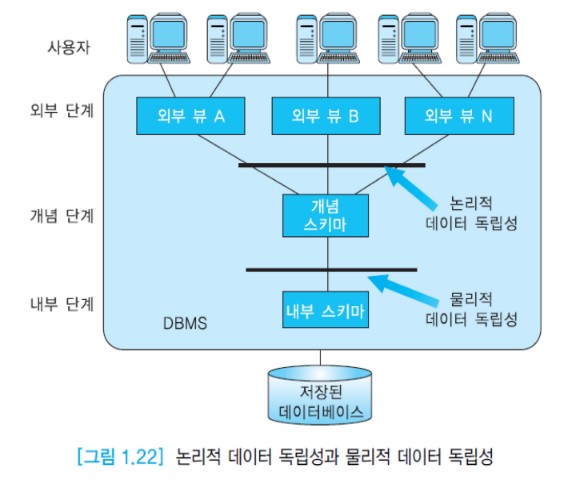 사용자
외부 단계
외부 뷰 A
외부 뷰 B
외부 뷰 N
논리적
데이터 독립성
개념 단계
개념
스키마
물리적
데이터 독립성
내부 단계
내부 스키마
DBMS
저장된
데이터베이스
[그림 1.22] 논리적 데이터 독립성과 물리적 데이터 독립성